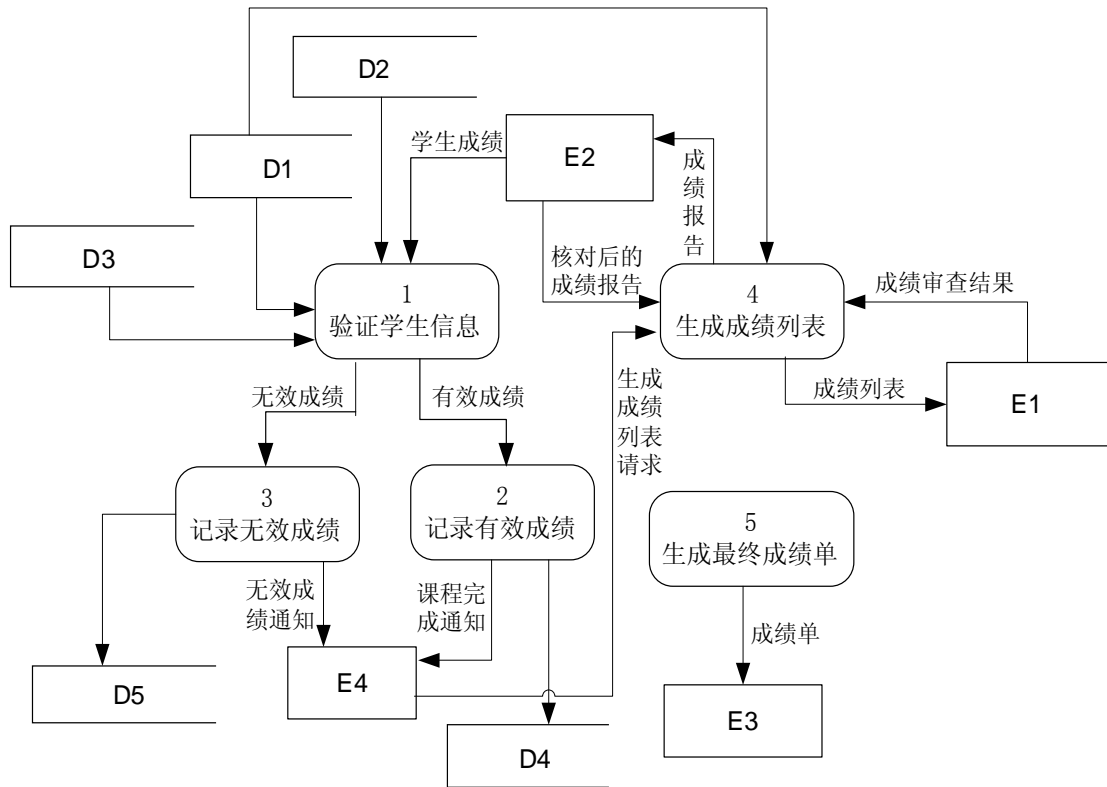 D2
D1
学生成绩
E2
成
绩
报
告
D3
核对后的
成绩报告
1
验证学生信息
4
生成成绩列表
成绩审查结果
无效成绩
有效成绩
生成
成绩
列表
请求
成绩列表
E1
3
记录无效成绩
2
记录有效成绩
5
生成最终成绩单
无效成
绩通知
课程完
成通知
成绩单
D5
E4
D4
E3